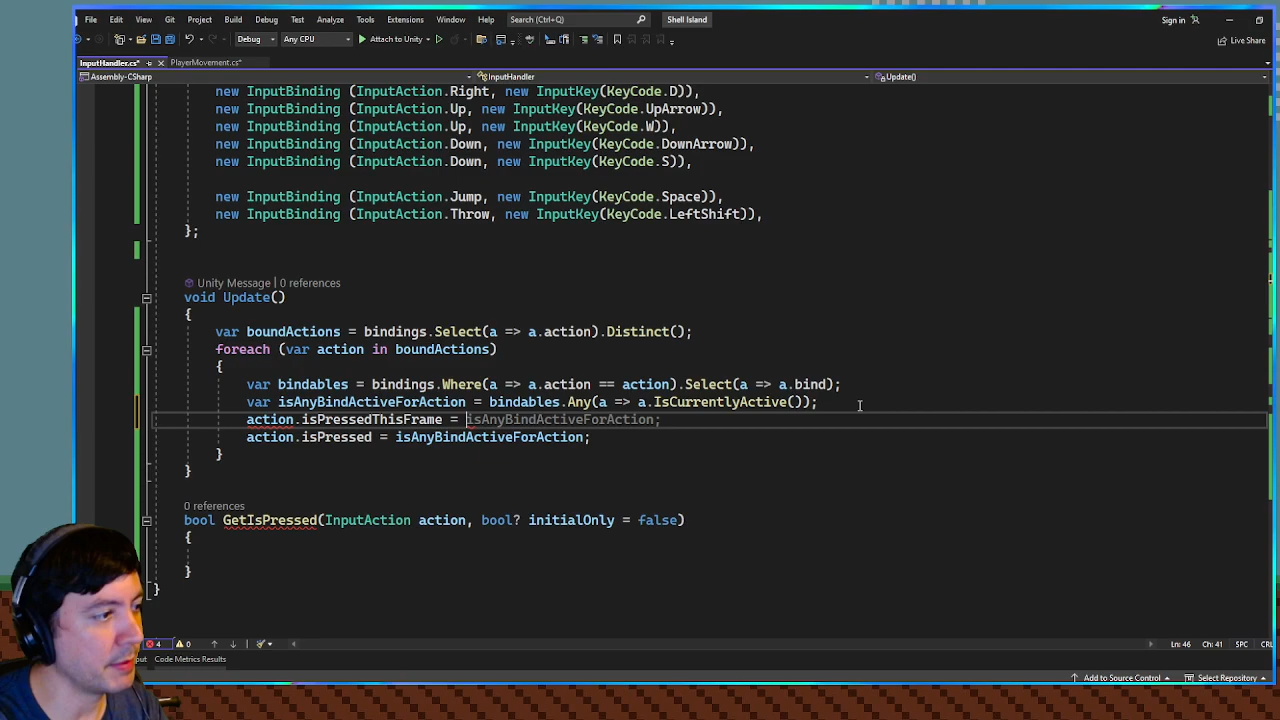 File Edit View Git Project Build Debug Test Analyze Tools Extensions Window Help Search (Ctrl+Q) Shell Island Sign in
Debug Any CPU Attach to Unity Live Share
InputHandler.cs* PlayerMovement.cs*
Assembly-CSharp InputHandler Update()
new InputBinding (InputAction.Right, new InputKey(KeyCode.D)),
new InputBinding (InputAction.Up, new InputKey(KeyCode.UpArrow)),
new InputBinding (InputAction.Up, new InputKey(KeyCode.W)),
new InputBinding (InputAction.Down, new InputKey(KeyCode.DownArrow)),
new InputBinding (InputAction.Down, new InputKey(KeyCode.S)),
new InputBinding (InputAction.Jump, new InputKey(KeyCode.Space)),
new InputBinding (InputAction.Throw, new InputKey(KeyCode.LeftShift)),
};
Unity Message | 0 references
void Update()
{
var boundActions = bindings.Select(a => a.action).Distinct();
foreach (var action in boundActions)
{
var bindables = bindings.Where(a => a.action == action).Select(a => a.bind);
var isAnyBindActiveForAction = bindables.Any(a => a.IsCurrentlyActive());
action.isPressedThisFrame = isAnyBindActiveForAction;
action.isPressed = isAnyBindActiveForAction;
}
}
0 references
bool GetIsPressed(InputAction action, bool? initialOnly = false)
{
}
}
4 0 Ln: 46 Ch: 41 SPC
Code Metrics Results
Add to Source Control Select Repository